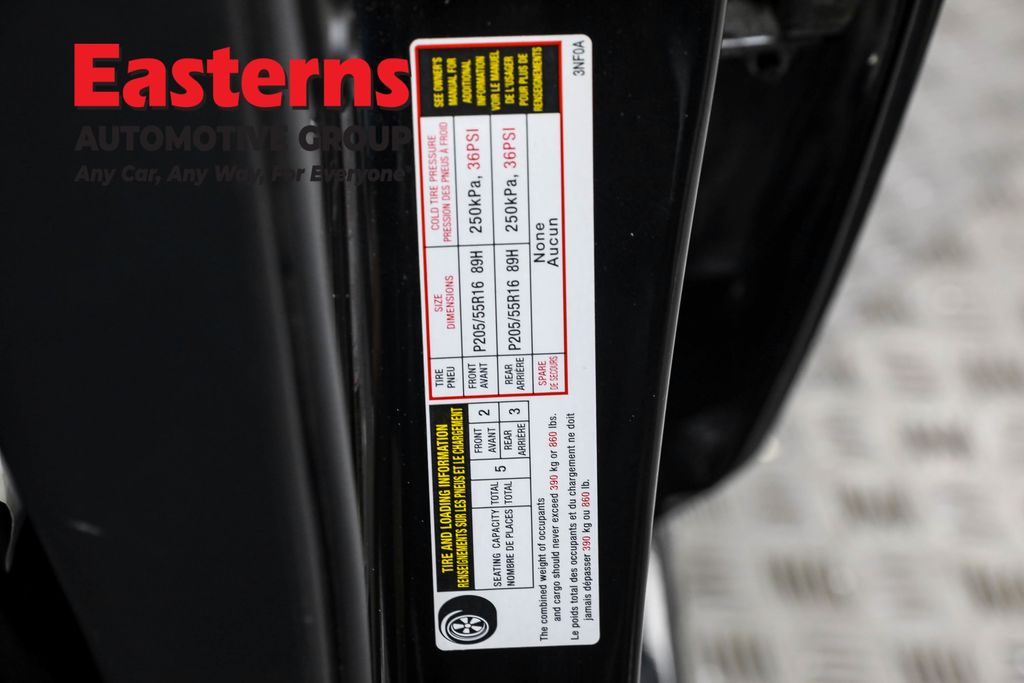 Easterns
AUTOMOTIVE GROUP
Any Car, Any Way, For Everyone
TIRE AND LOADING INFORMATION
RENSEIGNEMENTS SUR LES PNEUS ET LE CHARGEMENT
SEATING CAPACITY
NOMBRE DE PLACES
TOTAL
TOTAL
5
FRONT
AVANT
2
REAR
ARRIÈRE
3
The combined weight of occupants
and cargo should never exceed 390 kg or 860 lbs.
Le poids total des occupants et du chargement ne doit
jamais dépasser 390 kg ou 860 lb.
TIRE
PNEU
SIZE
DIMENSIONS
COLD TIRE PRESSURE
PRESSION DES PNEUS À FROID
FRONT
AVANT
P205/55R16 89H
250kPa, 36PSI
REAR
ARRIÈRE
P205/55R16 89H
250kPa, 36PSI
SPARE
DE SECOURS
None
Aucun
SEE OWNER'S
MANUAL FOR
ADDITIONAL
INFORMATION
VOIR LE MANUEL
DE L'USAGER
POUR PLUS DE
RENSEIGNEMENTS
3NF0A